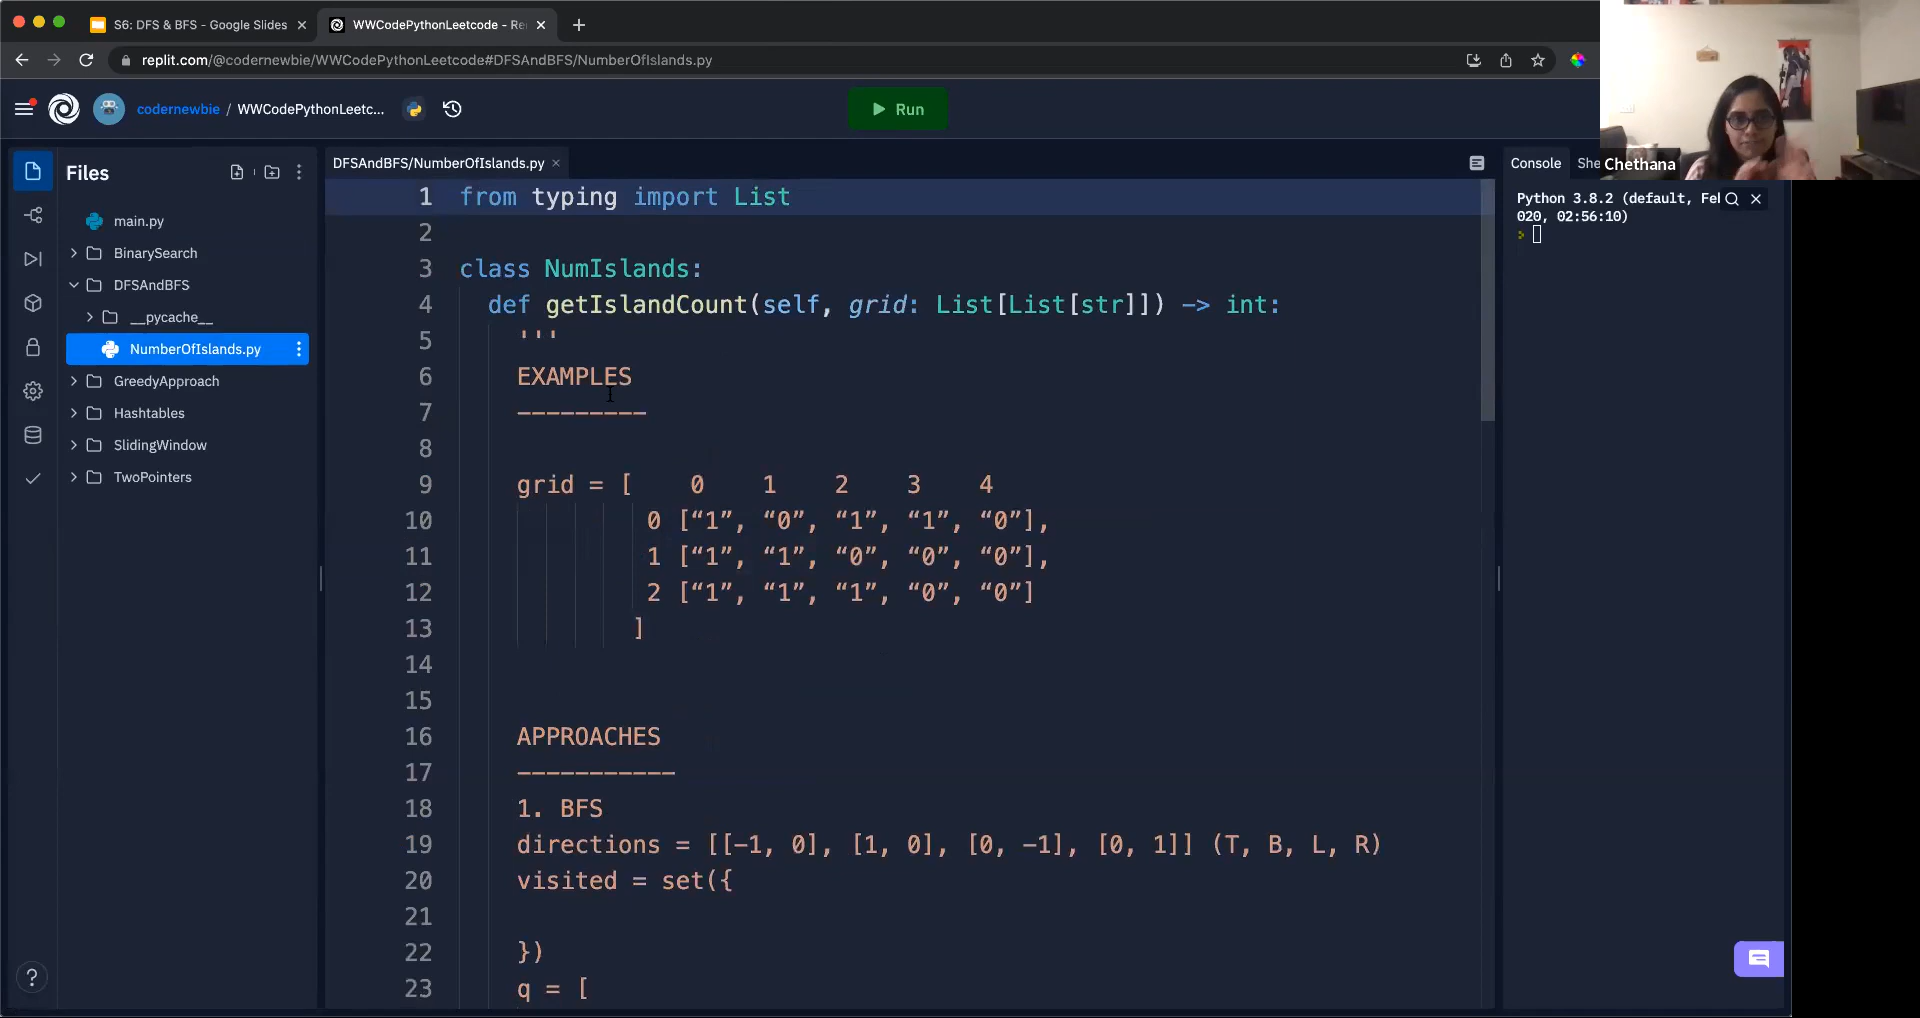 S6: DFS & BFS - Google Slides
WWCodePythonLeetcode - Re
replit.com/@codernewbie/WWCodePythonLeetcode#DFSAndBFS/NumberOfIslands.py
codernewbie / WWCodePythonLeetc...
Run
Chethana
Files
main.py
BinarySearch
DFSAndBFS
__pycache__
NumberOfIslands.py
GreedyApproach
Hashtables
SlidingWindow
TwoPointers
DFSAndBFS/NumberOfIslands.py
1 from typing import List
2
3 class NumIslands:
4 def getIslandCount(self, grid: List[List[str]]) -> int:
5 '''
6 EXAMPLES
7 ---------
8
9 grid = [ 0 1 2 3 4
10 0 [“1”, “0”, “1”, “1”, “0”],
11 1 [“1”, “1”, “0”, “0”, “0”],
12 2 [“1”, “1”, “1”, “0”, “0”]
13 ]
14
15
16 APPROACHES
17 -----------
18 1. BFS
19 directions = [[-1, 0], [1, 0], [0, -1], [0, 1]] (T, B, L, R)
20 visited = set({
21
22 })
23 q = [
Console
She
Python 3.8.2 (default, Fel
020, 02:56:10)
?